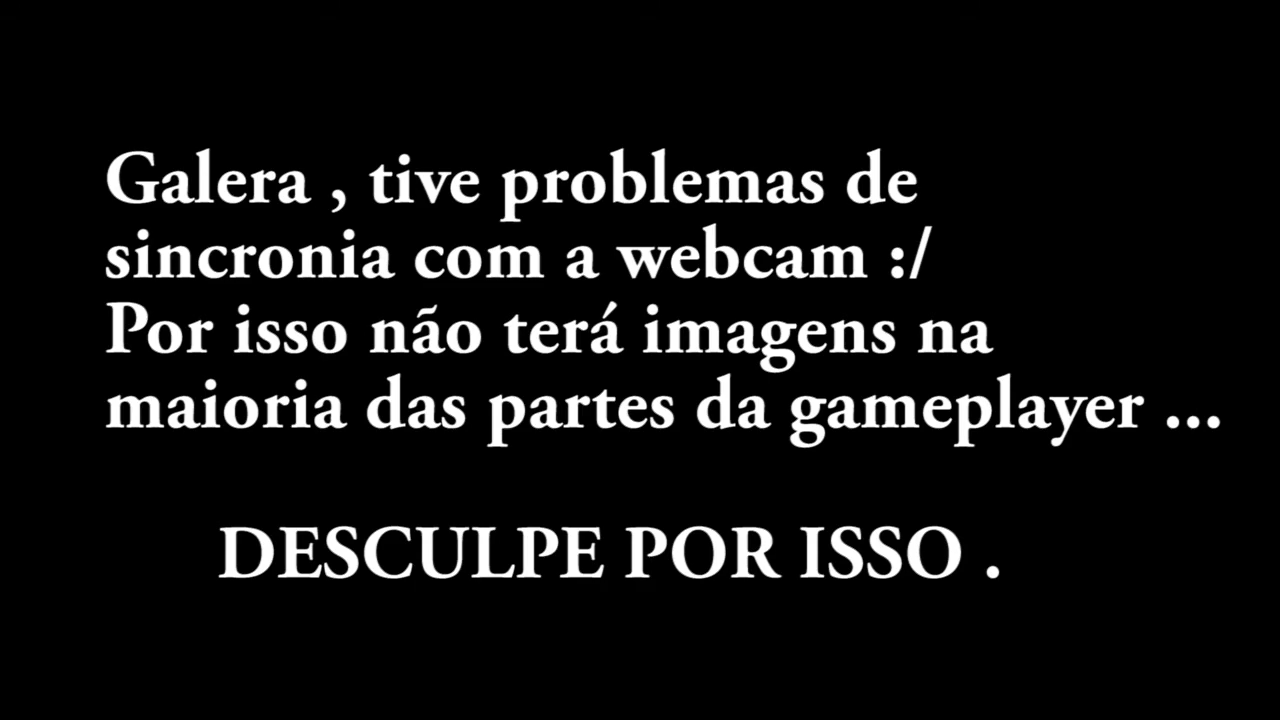 Galera , tive problemas de
sincronia com a webcam :/
Por isso não terá imagens na
maioria das partes da gameplayer ...
DESCULPE POR ISSO .